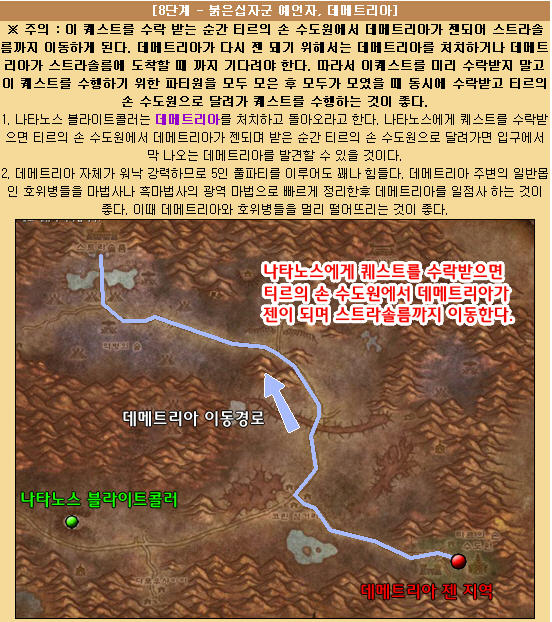 [8단계 - 붉은십자군 예언자, 데메트리아]
※ 주의 : 이 퀘스트를 수락 받는 순간 티르의 손 수도원에서 데메트리아가 젠되어 스트라솔
름까지 이동하게 된다. 데메트리아가 다시 젠 돼기 위해서는 데메트리아를 처치하거나 데메트
리아가 스트라솔름에 도착할 때 까지 기다려야 한다. 따라서 이퀘스트를 미리 수락받지 말고
이 퀘스트를 수행하기 위한 파티원을 모두 모은 후 모두가 모였을 때 동시에 수락받고 티르의
손 수도원으로 달려가 퀘스트를 수행하는 것이 좋다.
1. 나타노스 블라이트콜러는 데메트리아를 처치하고 돌아오라고 한다. 나타노스에게 퀘스트를 수락받
으면 티르의 손 수도원에서 데메트리아가 젠되며 받은 순간 티르의 손 수도원으로 달려가면 입구에서
막 나오는 데메트리아를 발견할 수 있을 것이다.
2. 데메트리아 자체가 워낙 강력하므로 5인 풀파티를 이루어도 꽤나 힘들다. 데메트리아 주변의 일반몹
인 호위병들을 마법사나 흑마법사의 광역 마법으로 빠르게 정리한후 데메트리아를 일점사 하는 것이
좋다. 이때 데메트리아와 호위병들을 멀리 떨어뜨리는 것이 좋다.
스트라솔름
나타노스에게 퀘스트를 수락받으면
티르의 손 수도원에서 데메트리아가
젠이 되며 스트라솔름까지 이동한다.
데메트리아 이동경로
나타노스 블라이트콜러
티르의 손
수도원
데메트리아 젠 지역